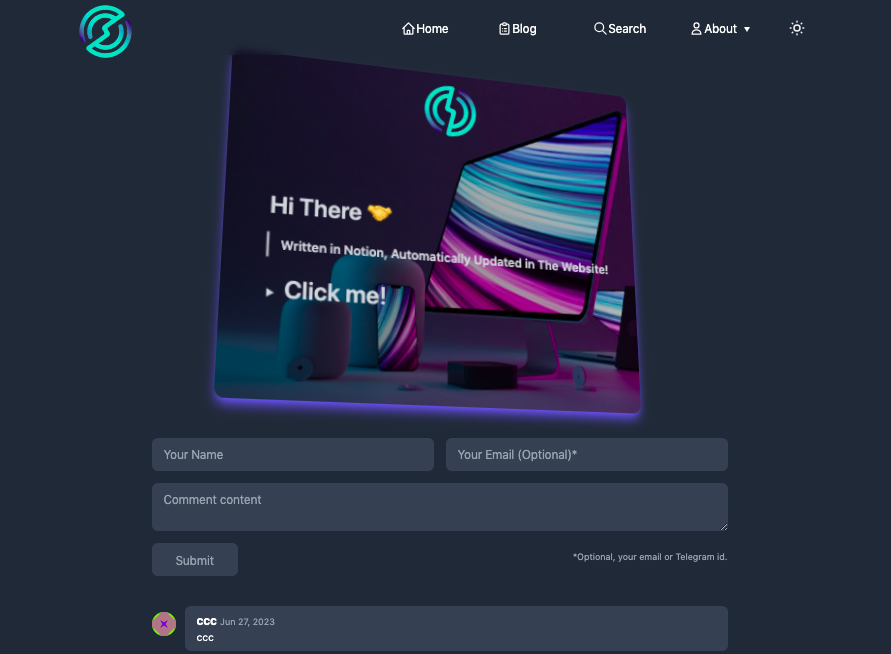 Home
Blog
Search
About
Hi There 🤝
Written in Notion, Automatically Updated in The Website!
Click me!
Your Name
Your Email (Optional)*
Comment content
Submit
*Optional, your email or Telegram id.
ccc Jun 27, 2023
ccc